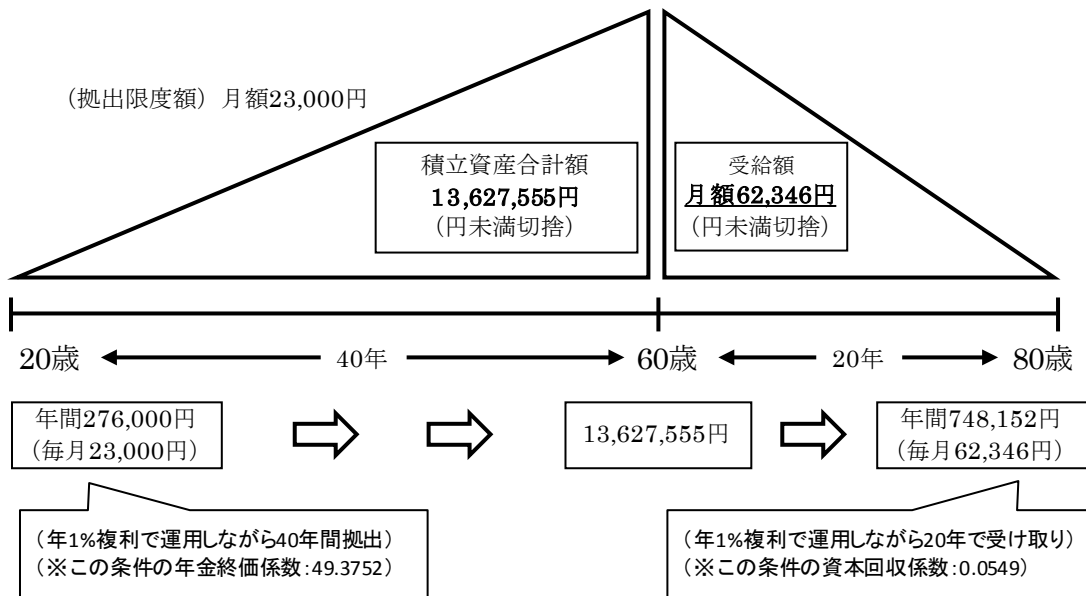 (拠出限度額) 月額23,000円
積立資産合計額
13,627,555円
(円未満切捨)
受給額
月額62,346円
(円未満切捨)
20歳
40年
60歳
20年
80歳
年間276,000円
(毎月23,000円)
13,627,555円
年間748,152円
(毎月62,346円)
(年1%複利で運用しながら40年間拠出)
(※この条件の年金終価係数:49.3752)
(年1%複利で運用しながら20年で受け取り)
(※この条件の資本回収係数:0.0549)